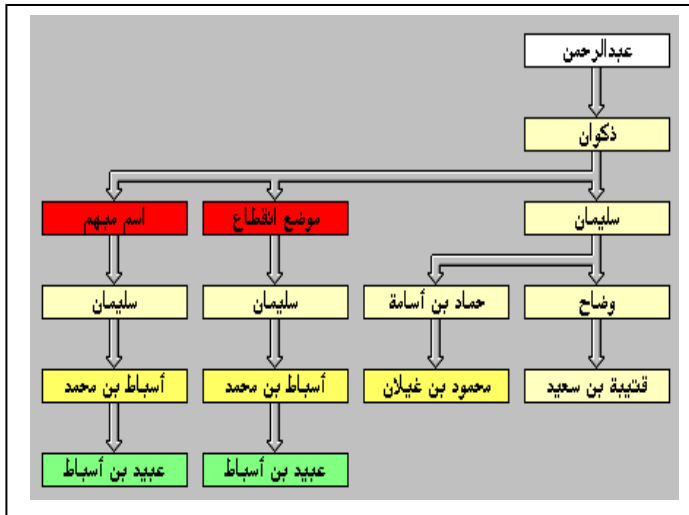 عبدالرحمن
ذكوان
سليمان
موضع انقطاع
اسم مبهم
وضاح
حماد بن أسامة
سليمان
سليمان
قتيبة بن سعيد
محمود بن غيلان
أسباط بن محمد
أسباط بن محمد
عبيد بن أسباط
عبيد بن أسباط